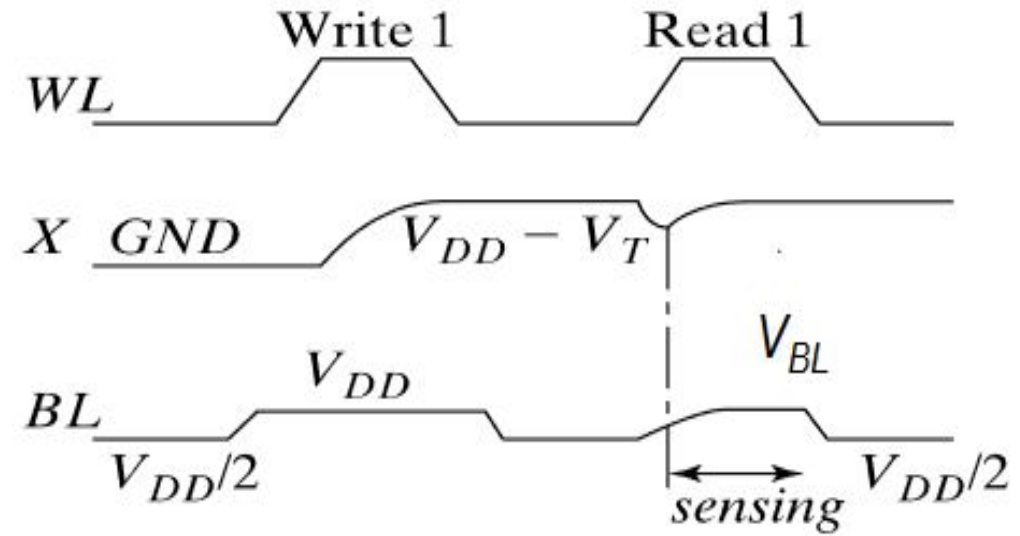 Write 1 Read 1
WL
X GND V_DD − V_T
V_BL
V_DD
BL
V_DD/2 V_DD/2
sensing